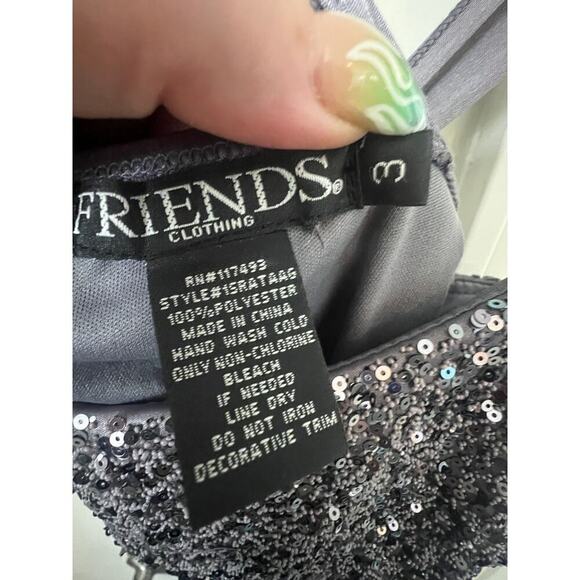 FRIENDS®
CLOTHING
3
RN#117493
STYLE#1SRATAAG
100%POLYESTER
MADE IN CHINA
HAND WASH COLD
ONLY NON-CHLORINE
BLEACH
IF NEEDED
LINE DRY
DO NOT IRON
DECORATIVE TRIM